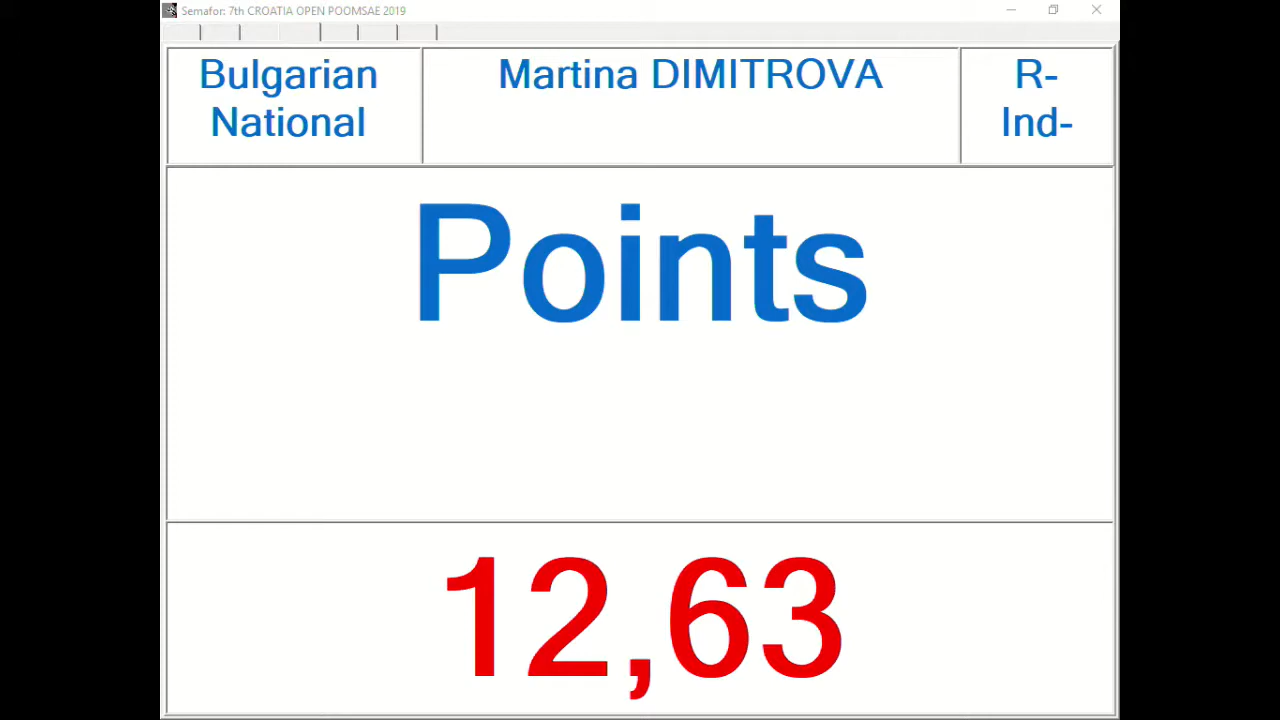 Semafor: 7th CROATIA OPEN POOMSAE 2019
Bulgarian
National
Martina DIMITROVA
R-
Ind-
Points
12,63